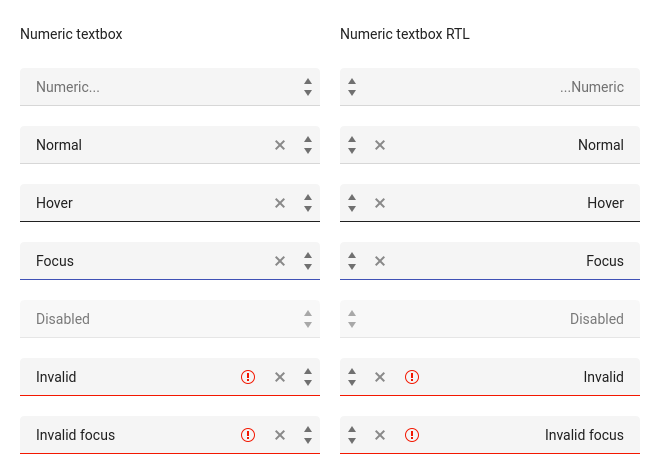 Numeric textbox
Numeric...
Normal
Hover
Focus
Disabled
Invalid
Invalid focus
Numeric textbox RTL
...Numeric
Normal
Hover
Focus
Disabled
Invalid
Invalid focus